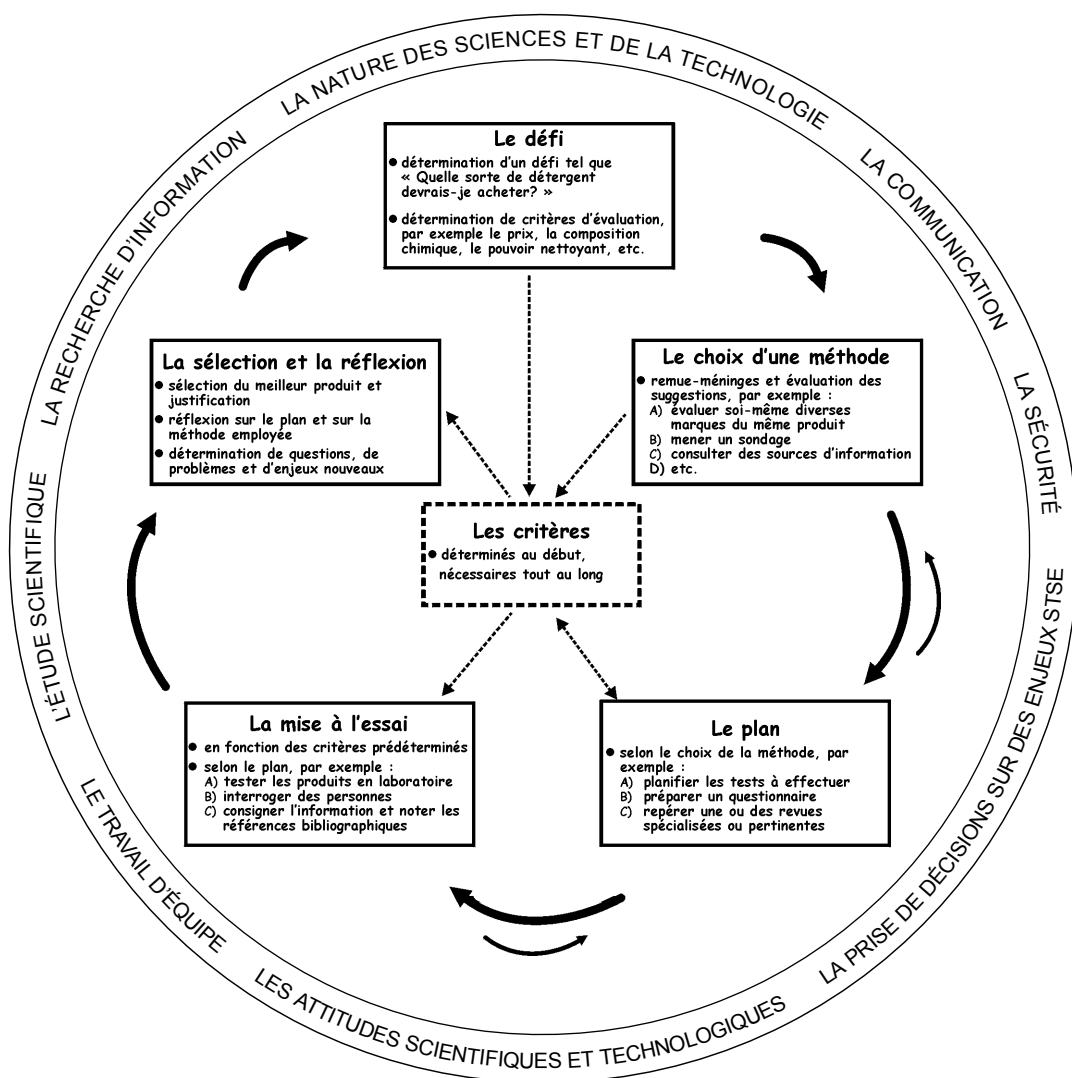 LA NATURE DES SCIENCES ET DE LA TECHNOLOGIE
LA COMMUNICATION
LA SÉCURITÉ
LA PRISE DE DÉCISIONS SUR DES ENJEUX STSE
LES ATTITUDES SCIENTIFIQUES ET TECHNOLOGIQUES
LE TRAVAIL D'ÉQUIPE
L'ÉTUDE SCIENTIFIQUE
LA RECHERCHE D'INFORMATION
Le défi
● détermination d'un défi tel que
« Quelle sorte de détergent
devrais-je acheter? »
● détermination de critères d'évaluation,
par exemple le prix, la composition
chimique, le pouvoir nettoyant, etc.
Le choix d'une méthode
● remue-méninges et évaluation des
suggestions, par exemple :
A) évaluer soi-même diverses
marques du même produit
B) mener un sondage
C) consulter des sources d'information
D) etc.
Le plan
● selon le choix de la méthode, par
exemple :
A) planifier les tests à effectuer
B) préparer un questionnaire
C) repérer une ou des revues
spécialisées ou pertinentes
La mise à l'essai
● en fonction des critères prédéterminés
● selon le plan, par exemple :
A) tester les produits en laboratoire
B) interroger des personnes
C) consigner l'information et noter les
références bibliographiques
La sélection et la réflexion
● sélection du meilleur produit et
justification
● réflexion sur le plan et sur la
méthode employée
● détermination de questions, de
problèmes et d'enjeux nouveaux
Les critères
● déterminés au début,
nécessaires tout au long